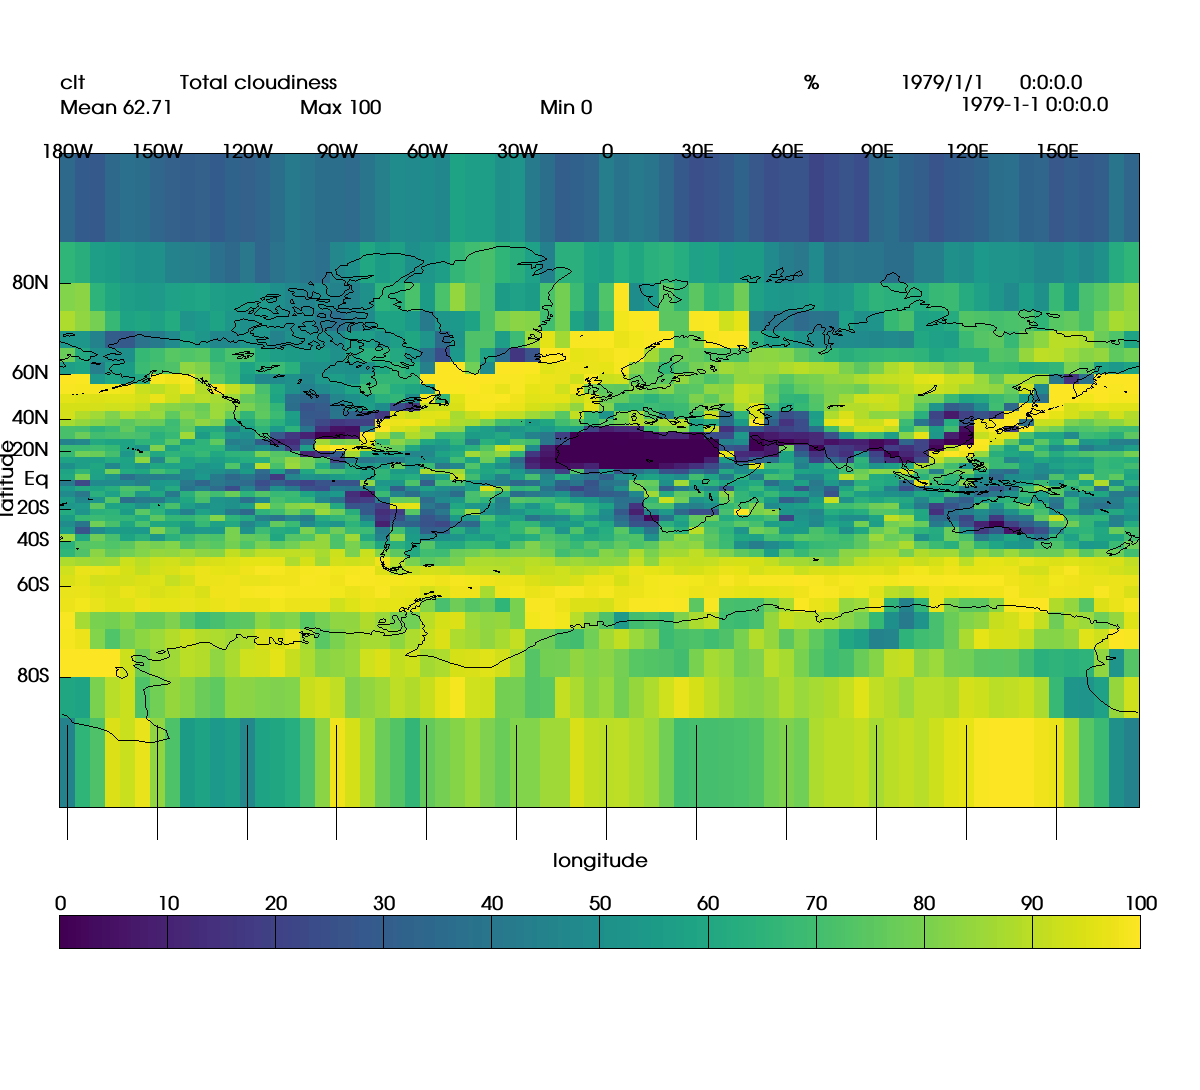 clt Total cloudiness % 1979/1/1 0:0:0.0
Mean 62.71 Max 100 Min 0 1979-1-1 0:0:0.0
180W 150W 120W 90W 60W 30W 0 30E 60E 90E 120E 150E
80N
60N
40N
20N
Eq
20S
40S
60S
80S
latitude
longitude
0 10 20 30 40 50 60 70 80 90 100